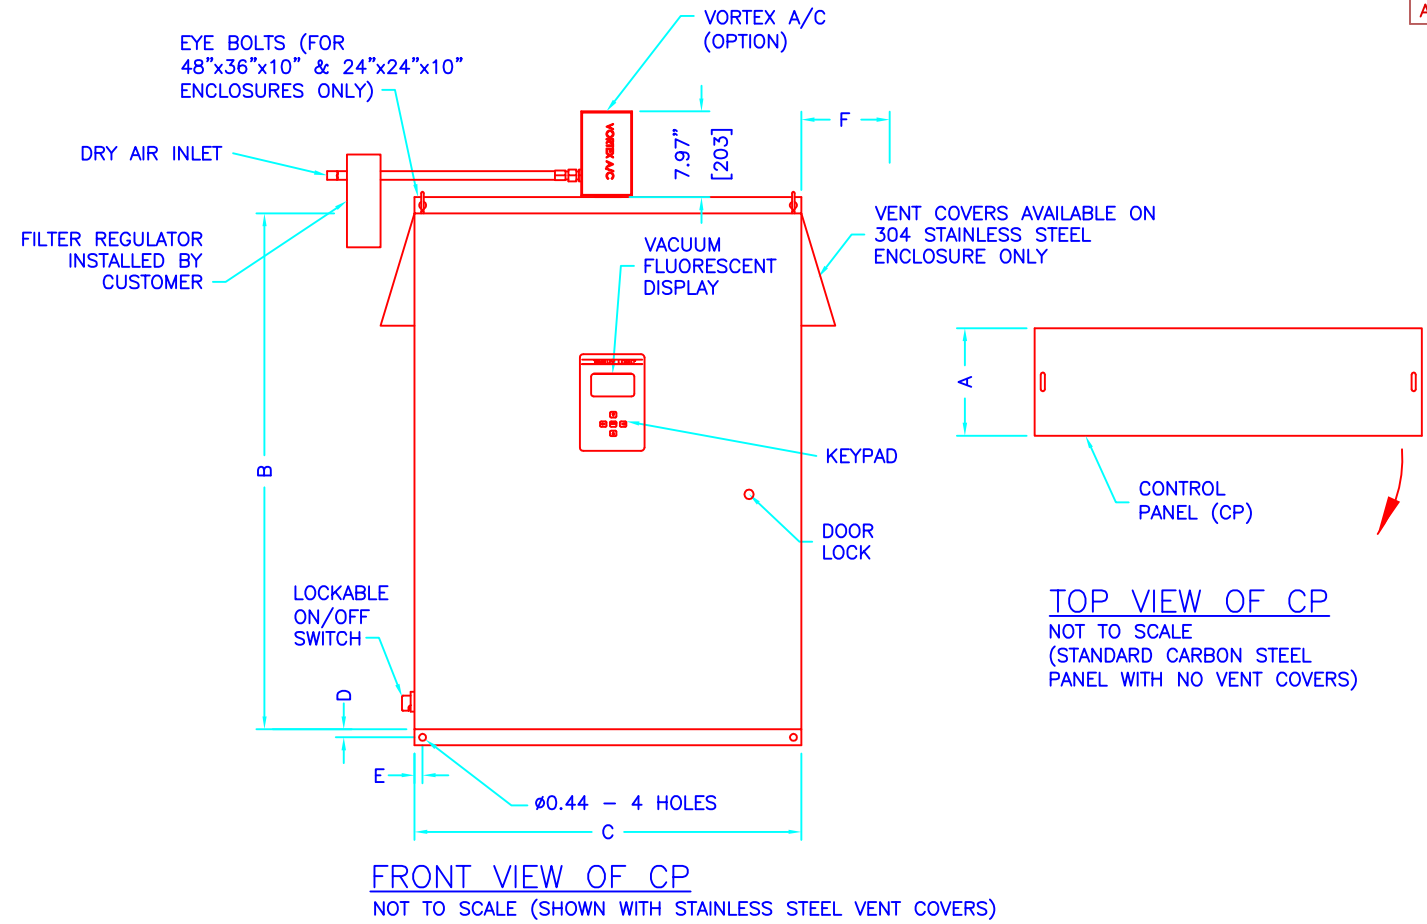 A
VORTEX A/C
(OPTION)
EYE BOLTS (FOR
48"x36"x10" & 24"x24"x10"
ENCLOSURES ONLY)
VORTEX A/C
7.97"
[203]
F
DRY AIR INLET
FILTER REGULATOR
INSTALLED BY
CUSTOMER
VACUUM
FLUORESCENT
DISPLAY
VENT COVERS AVAILABLE ON
304 STAINLESS STEEL
ENCLOSURE ONLY
A
B
KEYPAD
CONTROL
PANEL (CP)
DOOR
LOCK
LOCKABLE
ON/OFF
SWITCH
TOP VIEW OF CP
NOT TO SCALE
(STANDARD CARBON STEEL
PANEL WITH NO VENT COVERS)
D
E
ø0.44 - 4 HOLES
C
FRONT VIEW OF CP
NOT TO SCALE (SHOWN WITH STAINLESS STEEL VENT COVERS)